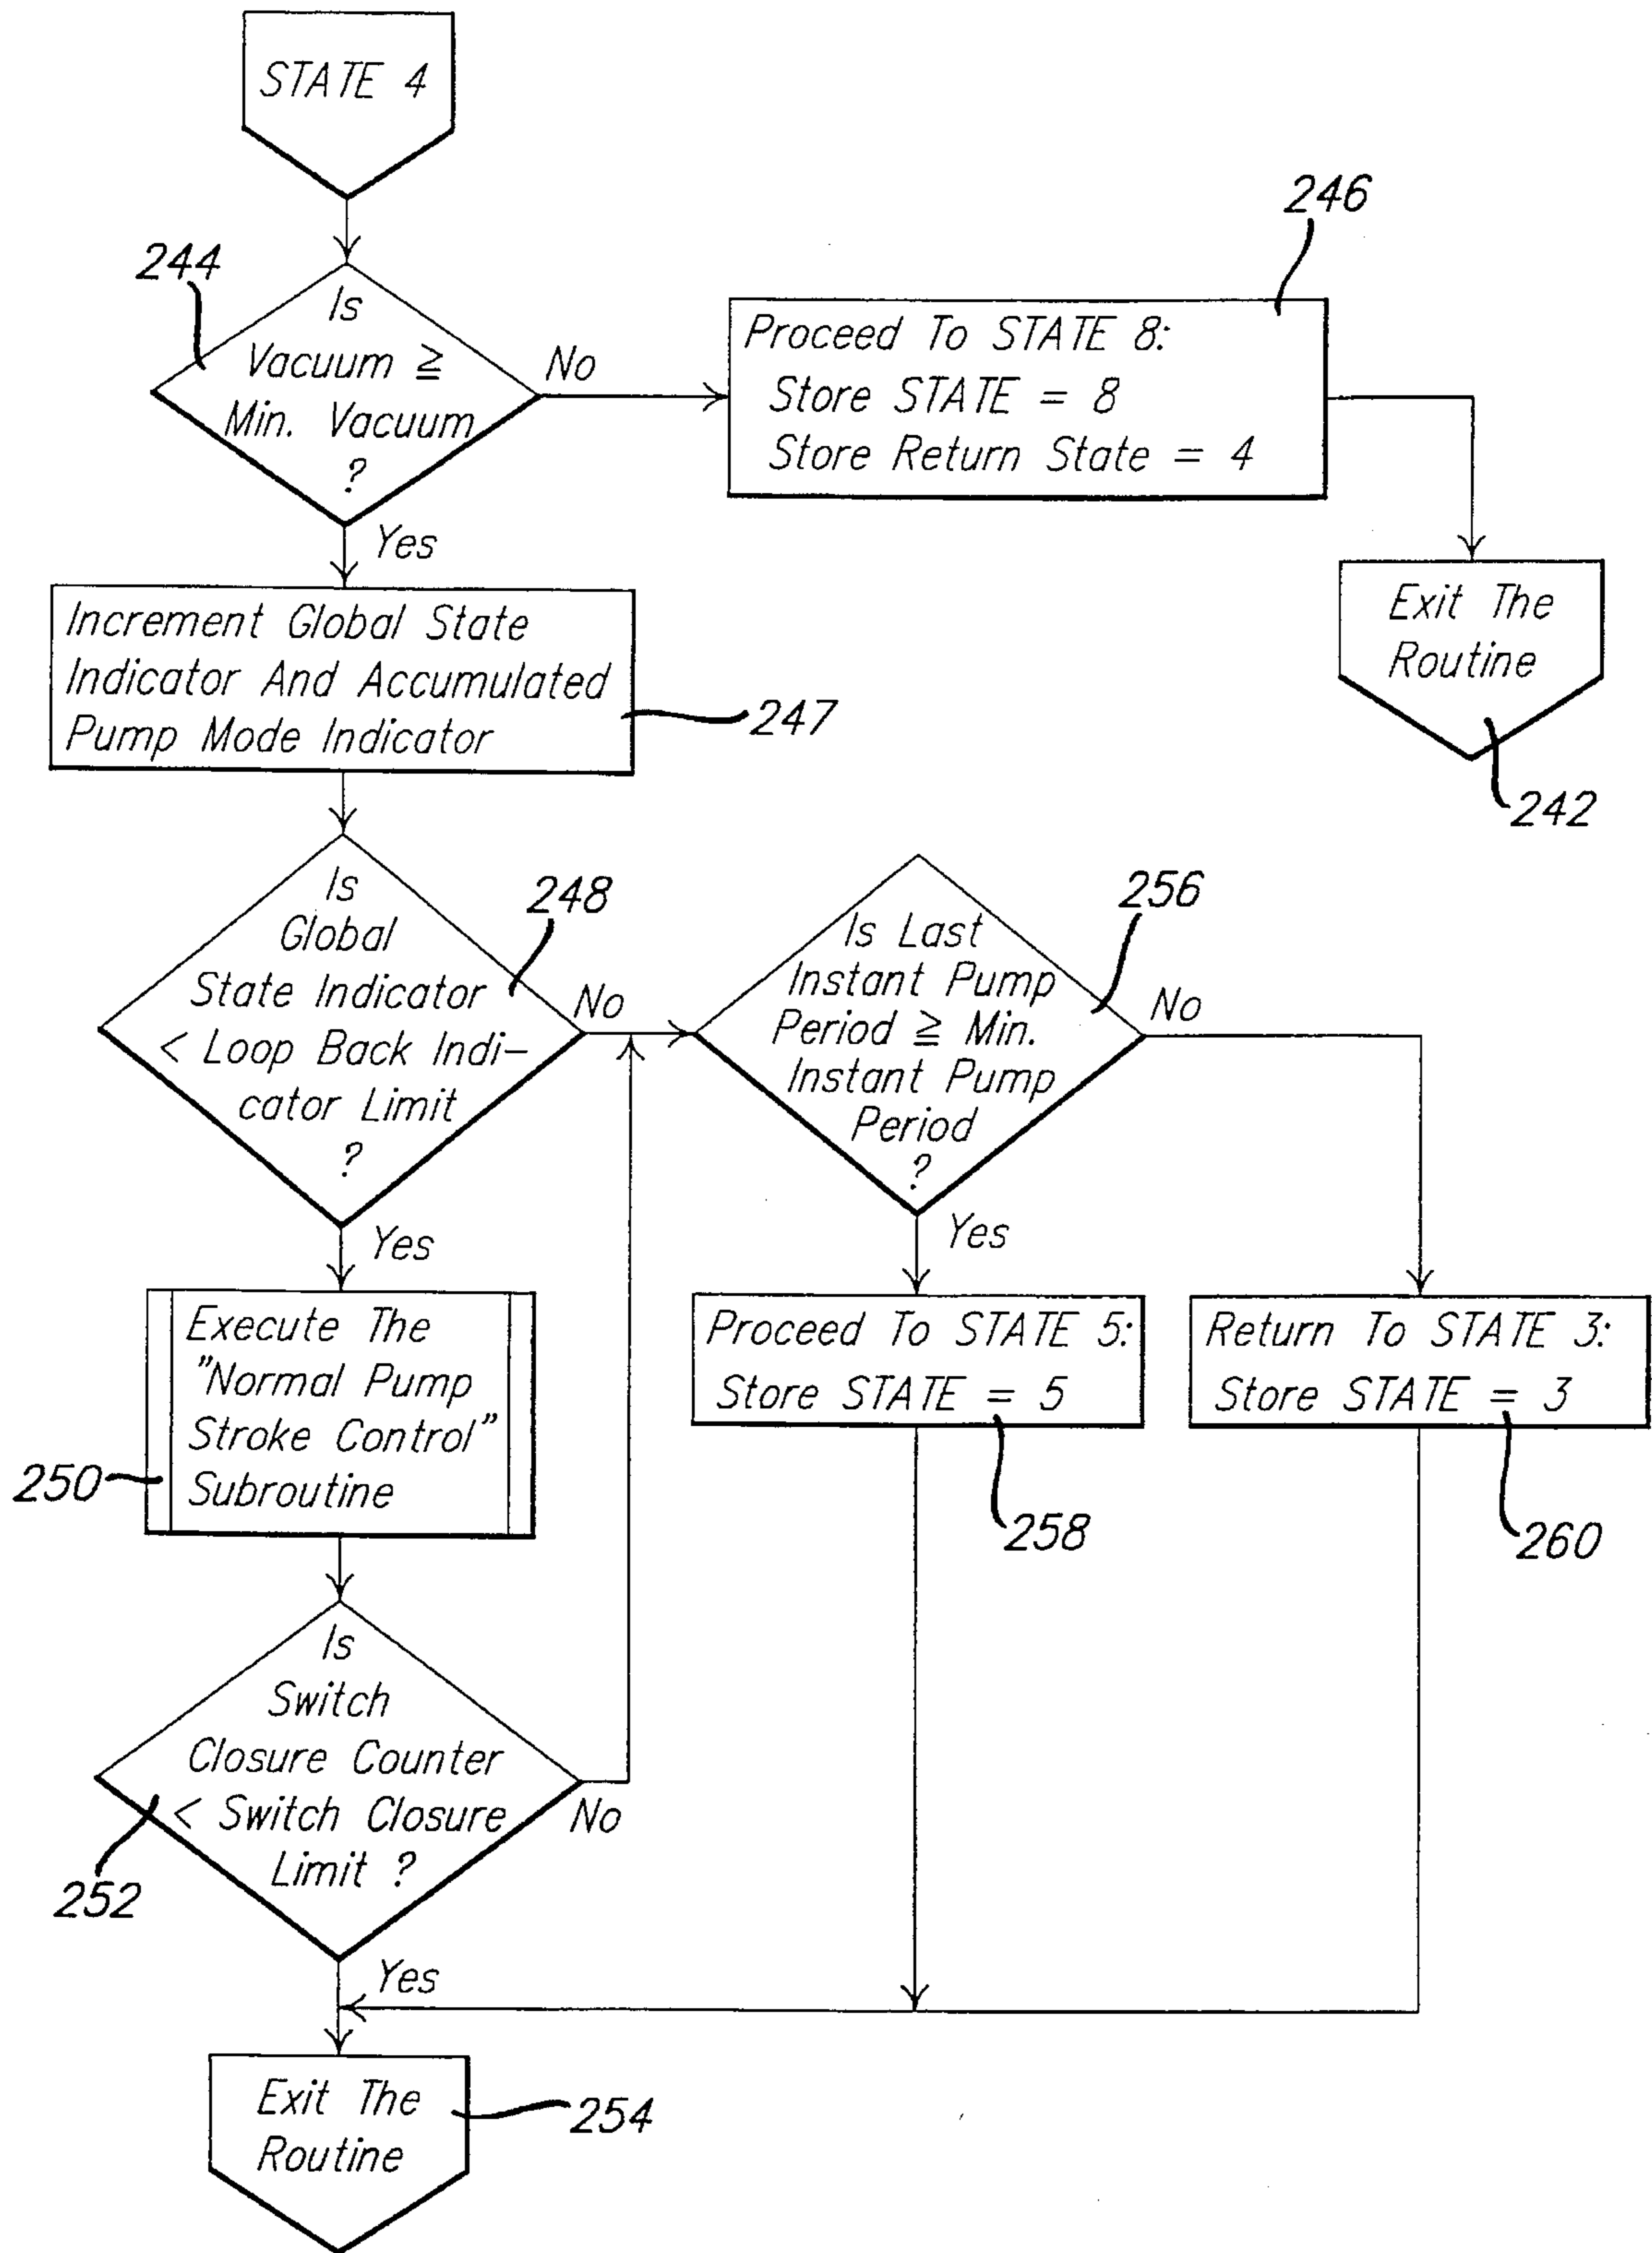 STATE 4
246
244
Is
Vacuum ≧
Min. Vacuum
?
No
Proceed To STATE 8:
Store STATE = 8
Store Return State = 4
Yes
Exit The
Routine
242
Increment Global State
Indicator And Accumulated
Pump Mode Indicator
247
Is
Global
State Indicator
< Loop Back Indi-
cator Limit
?
248
No
256
Is Last
Instant Pump
Period ≧ Min.
Instant Pump
Period
?
No
Yes
Yes
Execute The
"Normal Pump
Stroke Control"
Subroutine
250
Proceed To STATE 5:
Store STATE = 5
258
Return To STATE 3:
Store STATE = 3
260
Is
Switch
Closure Counter
< Switch Closure
Limit ?
No
252
Yes
Exit The
Routine
254